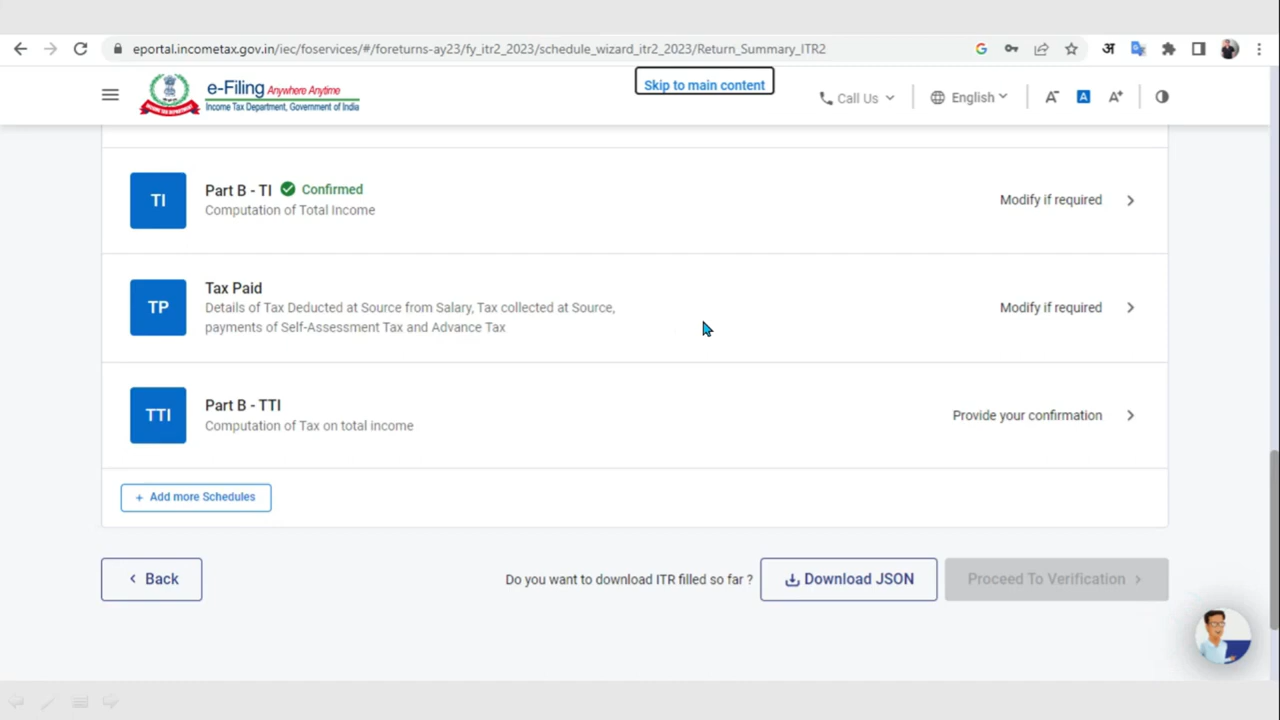 eportal.incometax.gov.in/iec/foservices/#/foreturns-ay23/fy_itr2_2023/schedule_wizard_itr2_2023/Return_Summary_ITR2
अ
e-Filing Anywhere Anytime
Income Tax Department, Government of India
Skip to main content
Call Us
English
A-
A
A+
TI
Part B - TI Confirmed
Computation of Total Income
Modify if required
TP
Tax Paid
Details of Tax Deducted at Source from Salary, Tax collected at Source,
payments of Self-Assessment Tax and Advance Tax
Modify if required
TTI
Part B - TTI
Computation of Tax on total income
Provide your confirmation
+ Add more Schedules
< Back
Do you want to download ITR filled so far ?
Download JSON
Proceed To Verification >